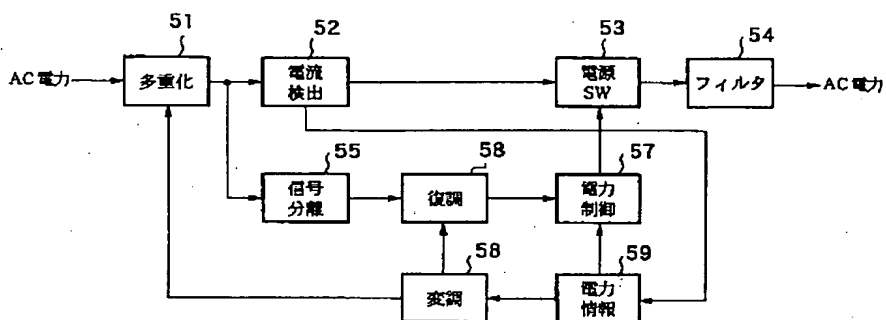 51
52
53
54
AC電力
多重化
電流
検出
電源
SW
フィルタ
AC電力
55
58
57
信号
分離
復調
電力
制御
58
59
変調
電力
情報